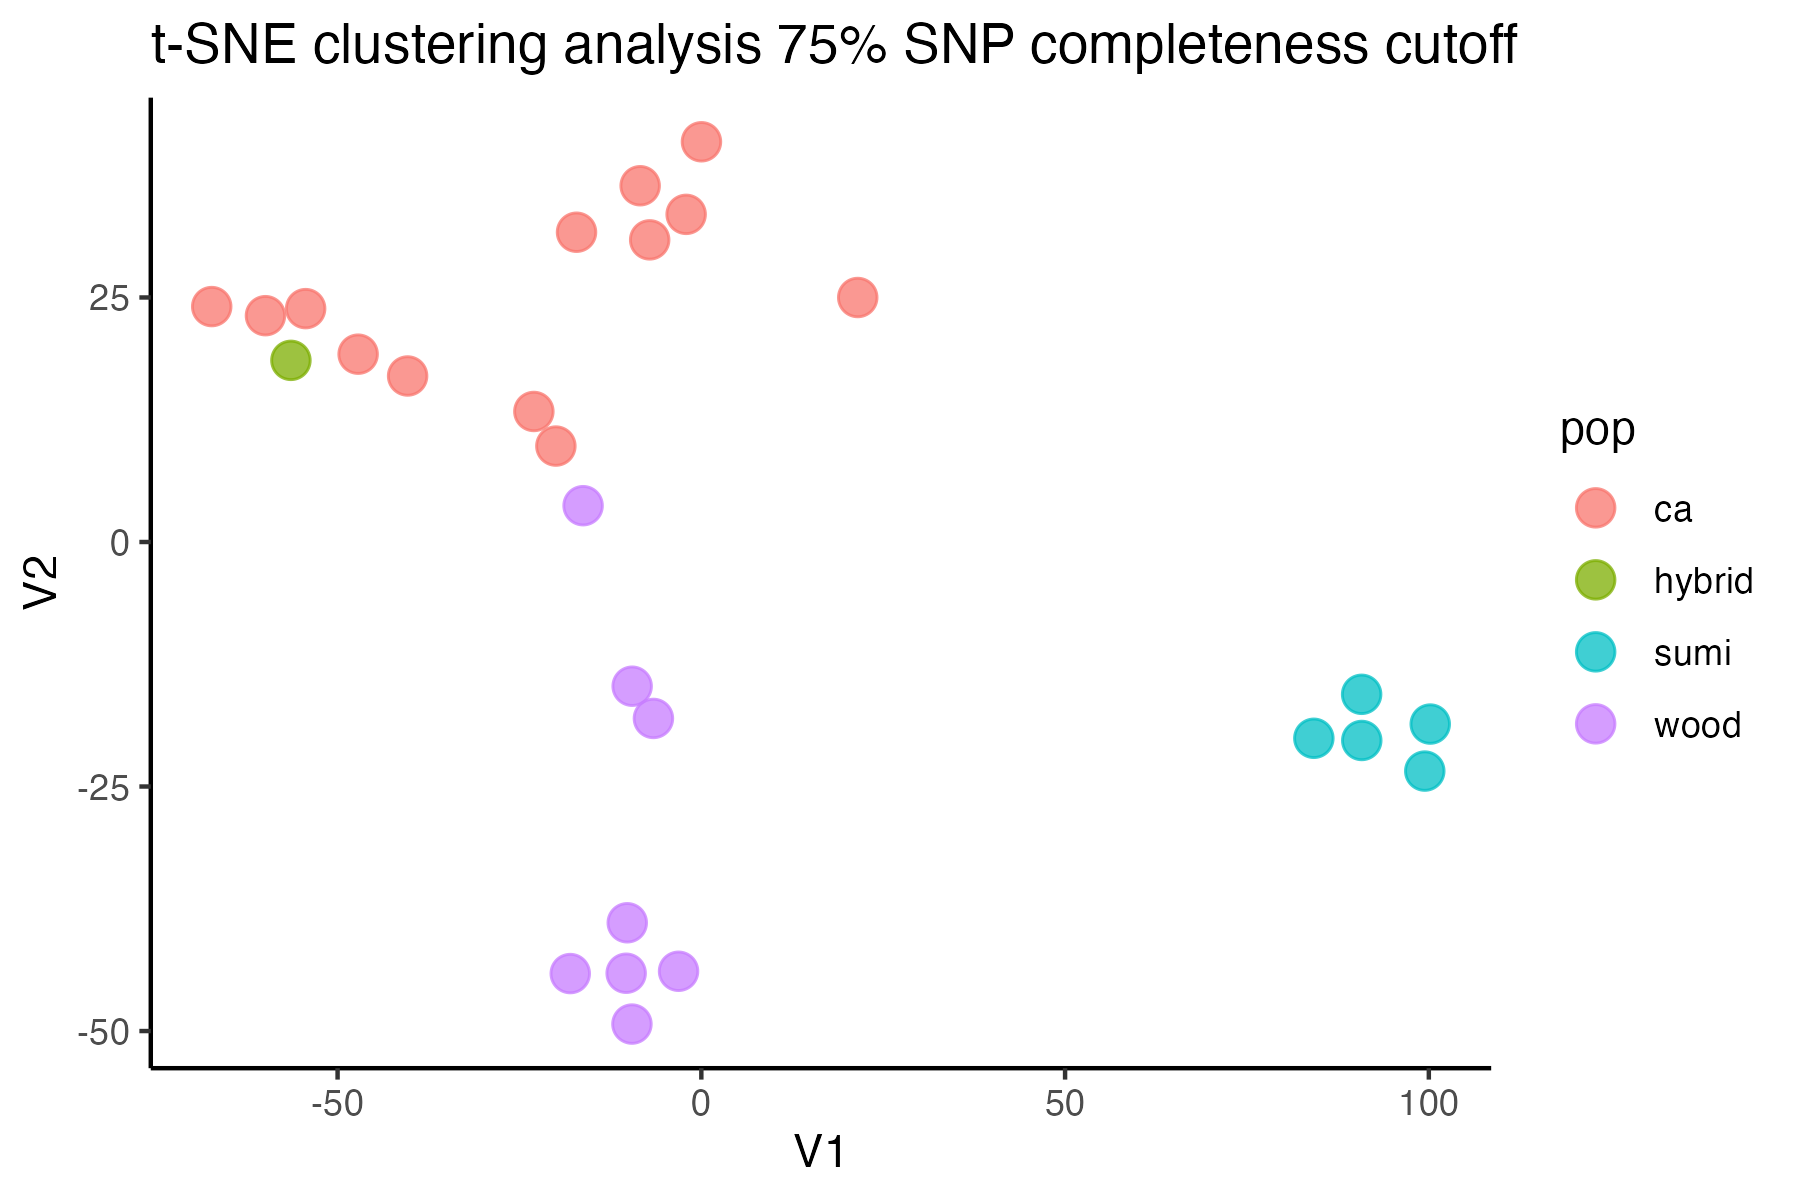 t-SNE clustering analysis 75% SNP completeness cutoff
25
0
-25
-50
V2
-50
0
50
100
V1
pop
ca
hybrid
sumi
wood